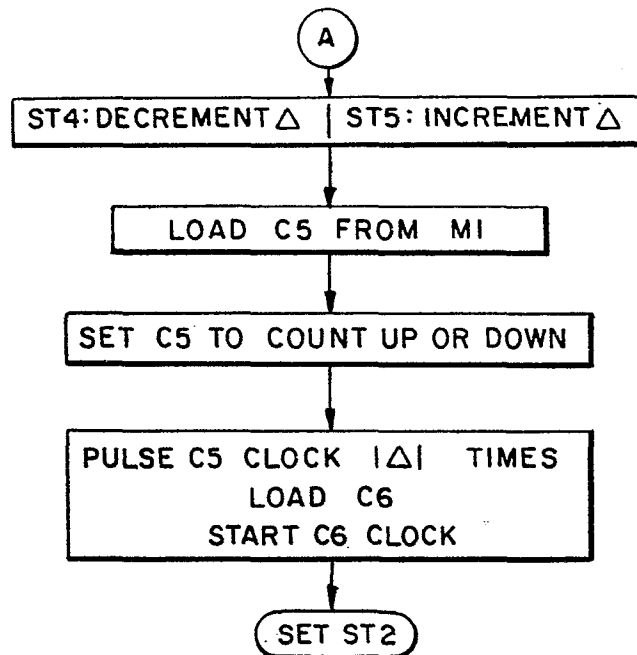 A
ST4: DECREMENT △ | ST5: INCREMENT △
LOAD C5 FROM M1
SET C5 TO COUNT UP OR DOWN
PULSE C5 CLOCK |△| TIMES
LOAD C6
START C6 CLOCK
SET ST2